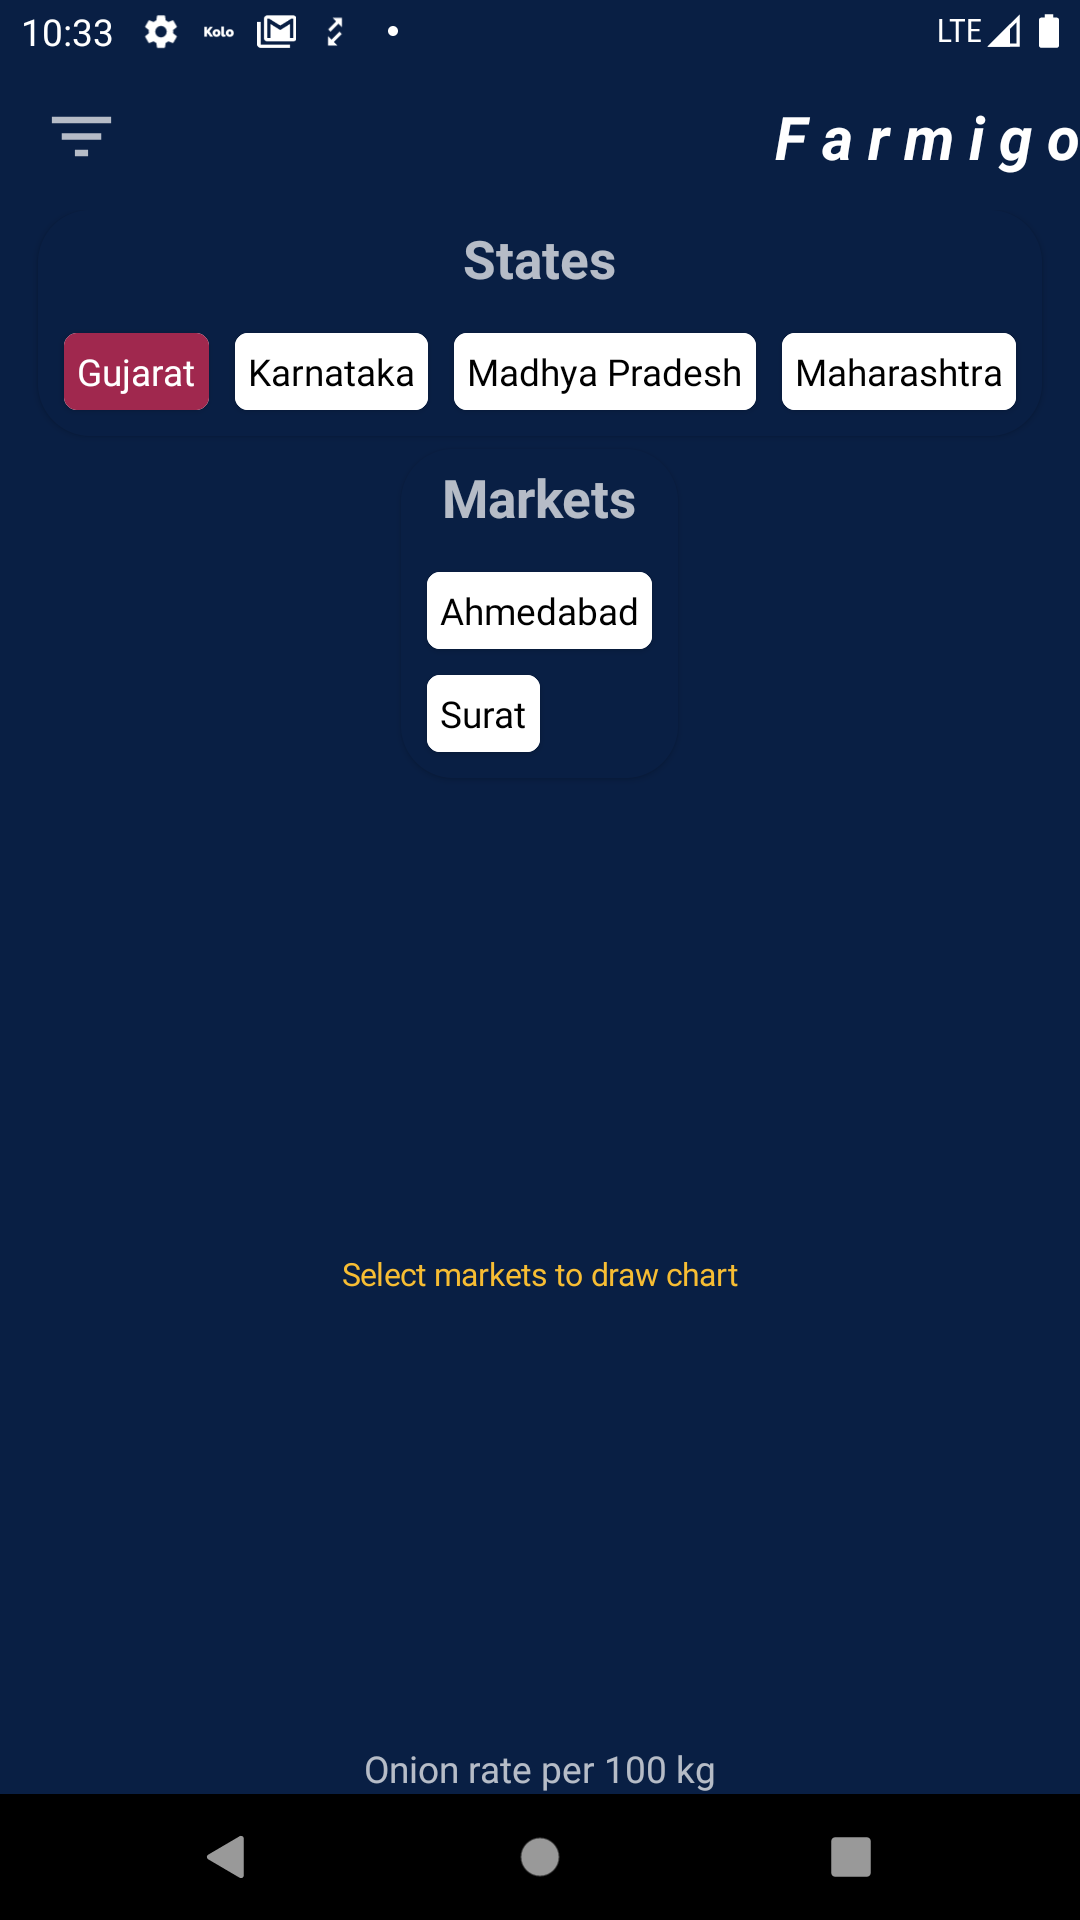 10:33 Kolo LTE
Farmigo
States
Gujarat Karnataka Madhya Pradesh Maharashtra
Markets
Ahmedabad
Surat
Select markets to draw chart
Onion rate per 100 kg